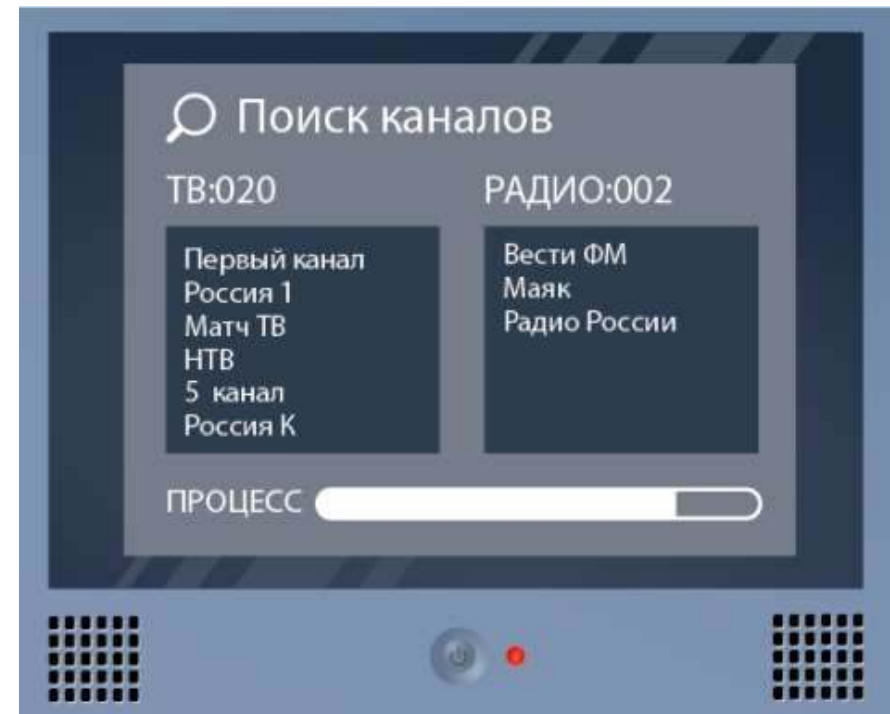 Поиск каналов
ТВ:020
Первый канал
Россия 1
Матч ТВ
НТВ
5 канал
Россия К
РАДИО:002
Вести ФМ
Маяк
Радио России
ПРОЦЕСС